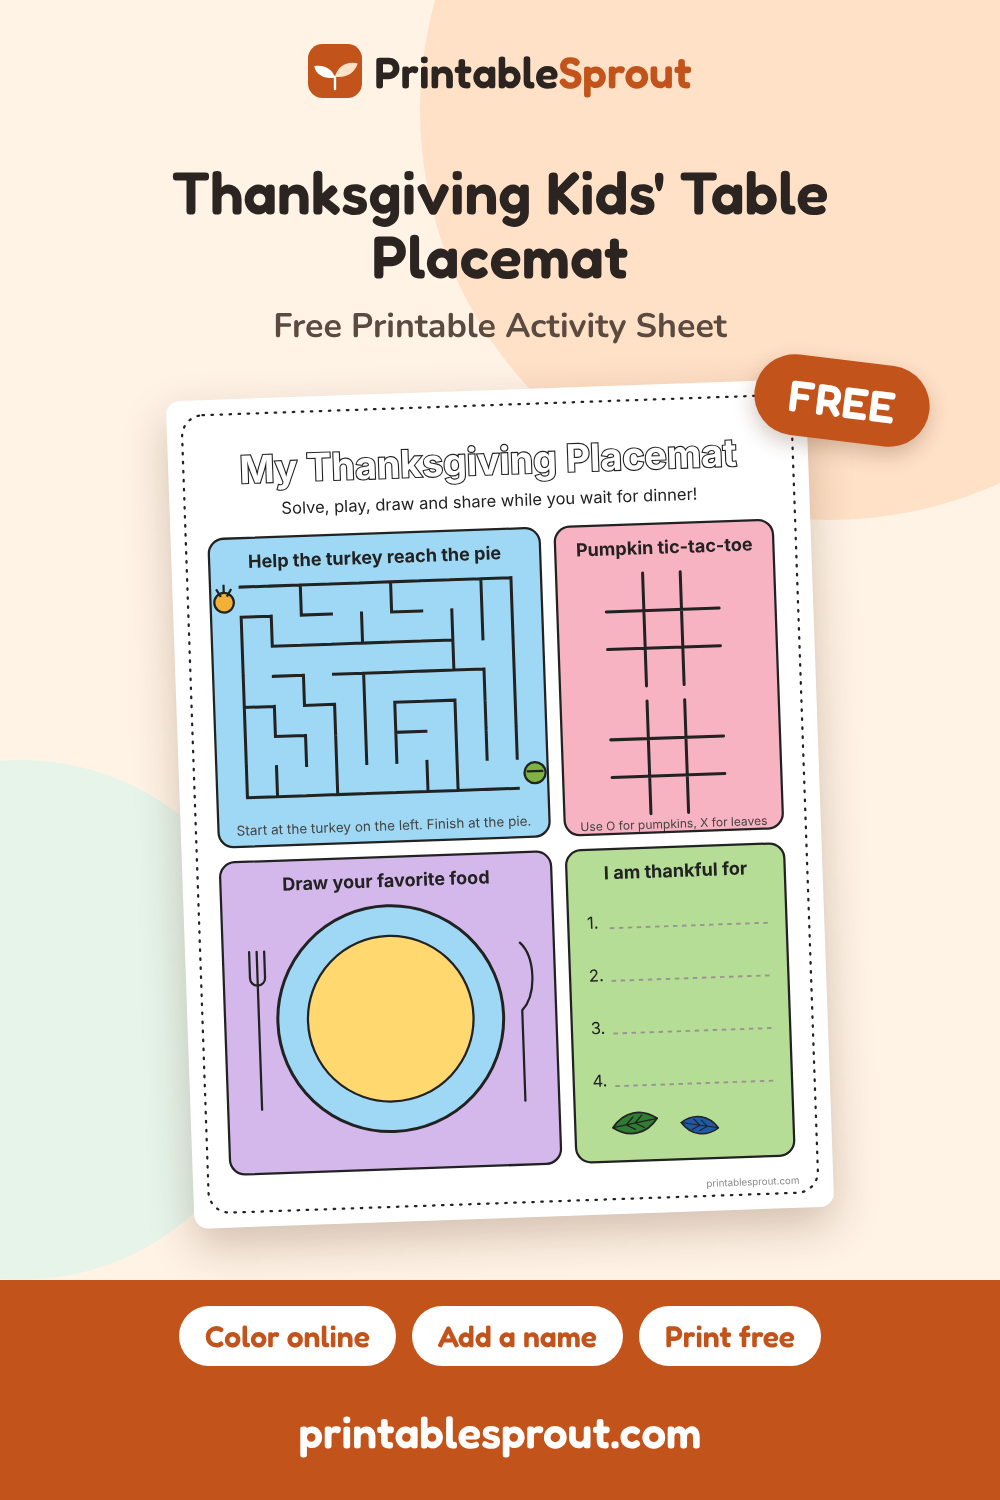 PrintableSprout
Thanksgiving Kids' Table
Placemat
Free Printable Activity Sheet
FREE
My Thanksgiving Placemat
Solve, play, draw and share while you wait for dinner!
Help the turkey reach the pie
Start at the turkey on the left. Finish at the pie.
Pumpkin tic-tac-toe
Use O for pumpkins, X for leaves
Draw your favorite food
I am thankful for
1.
2.
3.
4.
printablesprout.com
Color online
Add a name
Print free
printablesprout.com